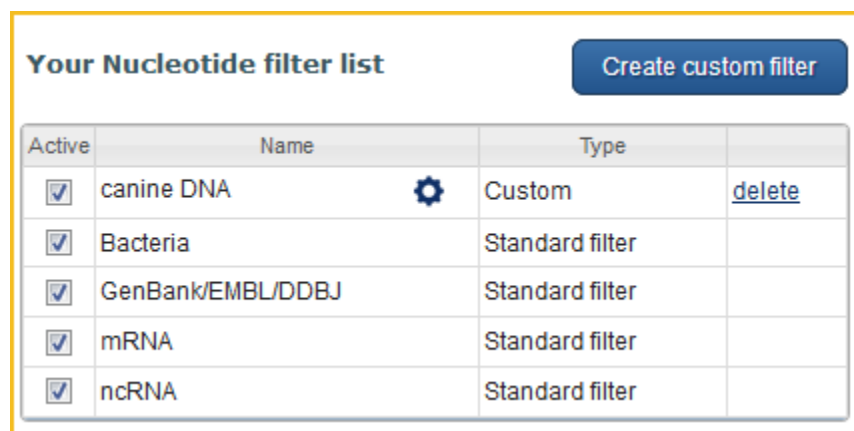 Your Nucleotide filter list
Create custom filter
Active Name Type
canine DNA Custom delete
Bacteria Standard filter
GenBank/EMBL/DDBJ Standard filter
mRNA Standard filter
ncRNA Standard filter